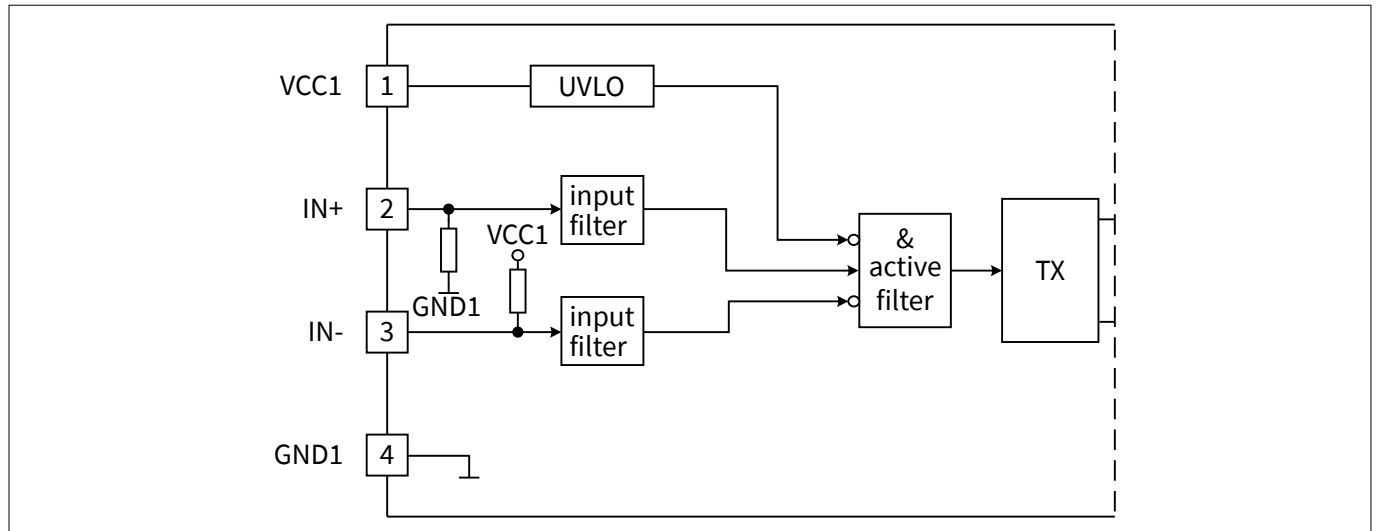 VCC1
1
UVLO
IN+
2
input
filter
VCC1
GND1
IN-
3
input
filter
&
active
filter
TX
GND1
4